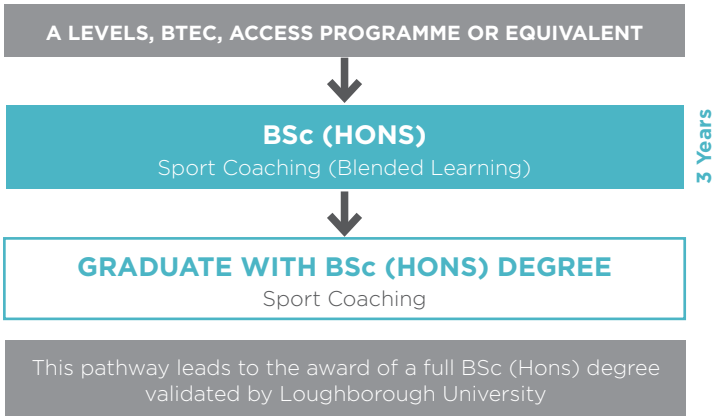 A LEVELS, BTEC, ACCESS PROGRAMME OR EQUIVALENT
BSc (HONS)
Sport Coaching (Blended Learning)
3 Years
GRADUATE WITH BSc (HONS) DEGREE
Sport Coaching
This pathway leads to the award of a full BSc (Hons) degree
validated by Loughborough University